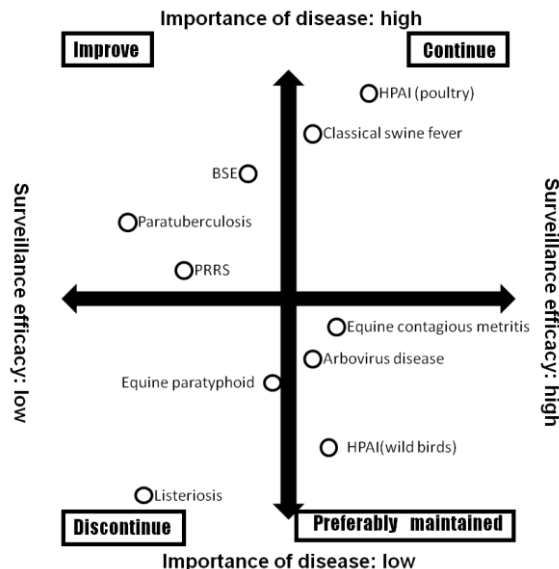 Importance of disease: high
Improve
Continue
HPAI (poultry)
Classical swine fever
BSE
Surveillance efficacy: low
Surveillance efficacy: high
Paratuberculosis
PRRS
Equine contagious metritis
Arbovirus disease
Equine paratyphoid
HPAI(wild birds)
Listeriosis
Discontinue
Preferably maintained
Importance of disease: low